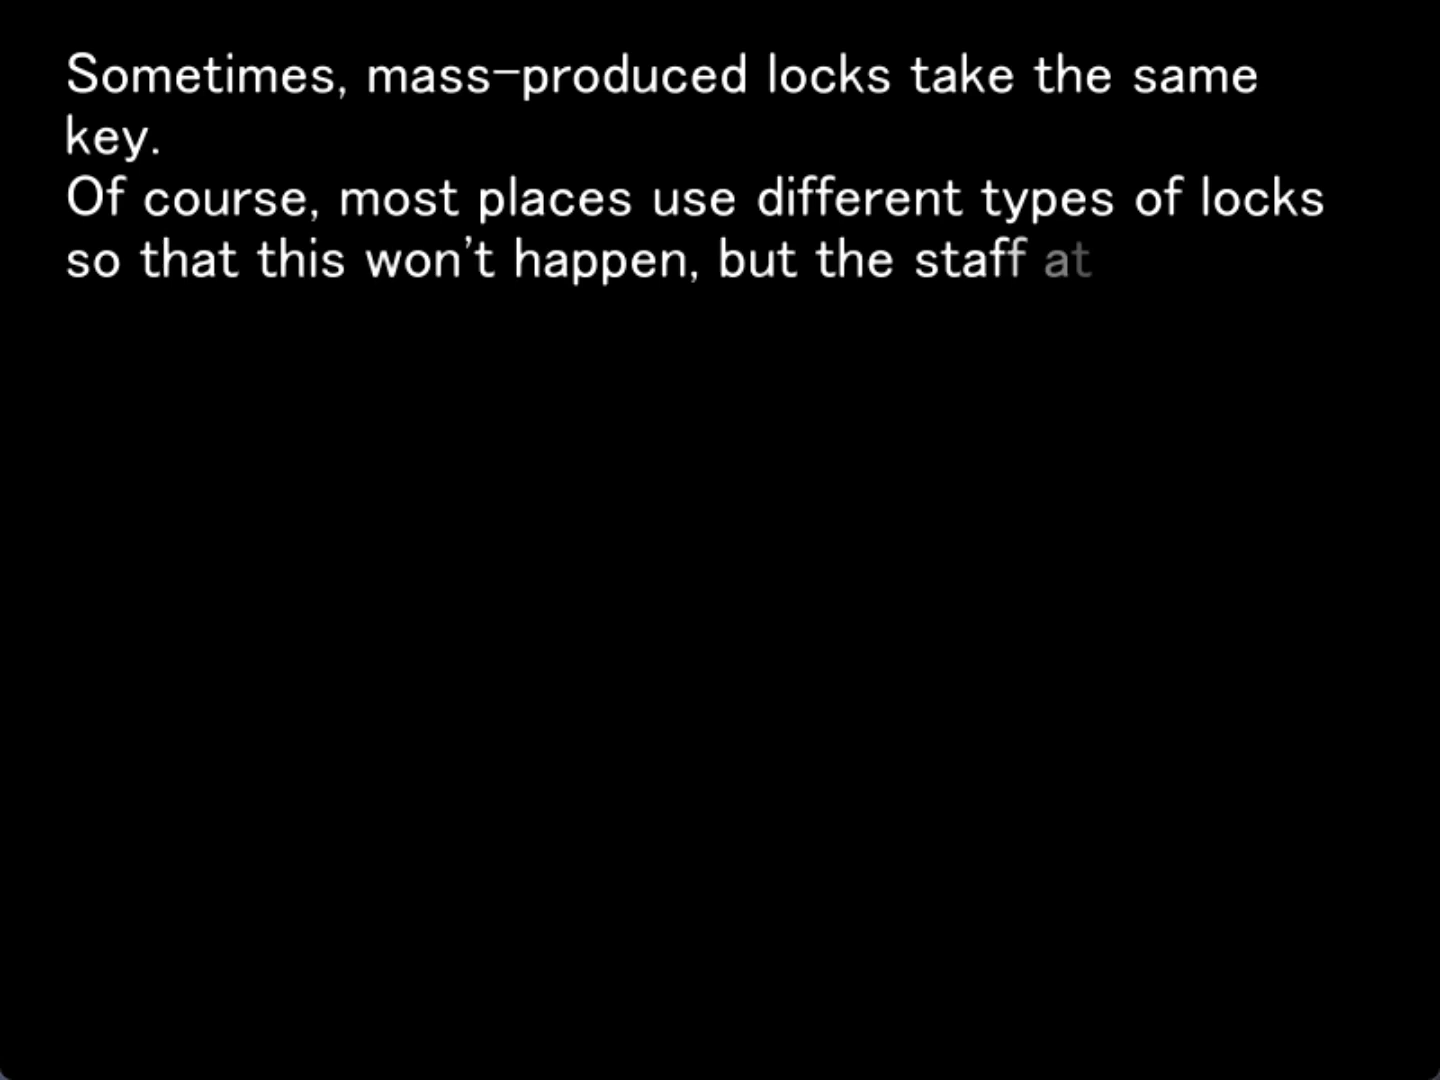 Sometimes, mass-produced locks take the same
key.
Of course, most places use different types of locks
so that this won't happen, but the staff at